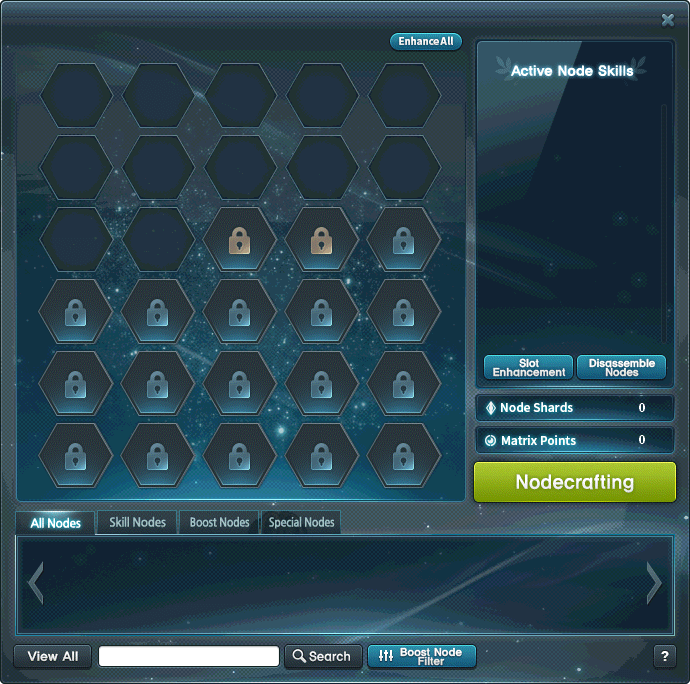 EnhanceAll
Active Node Skills
Slot
Enhancement
Disassemble
Nodes
Node Shards 0
Matrix Points 0
Nodecrafting
All Nodes Skill Nodes Boost Nodes Special Nodes
View All
Search
Boost Node
Filter
?